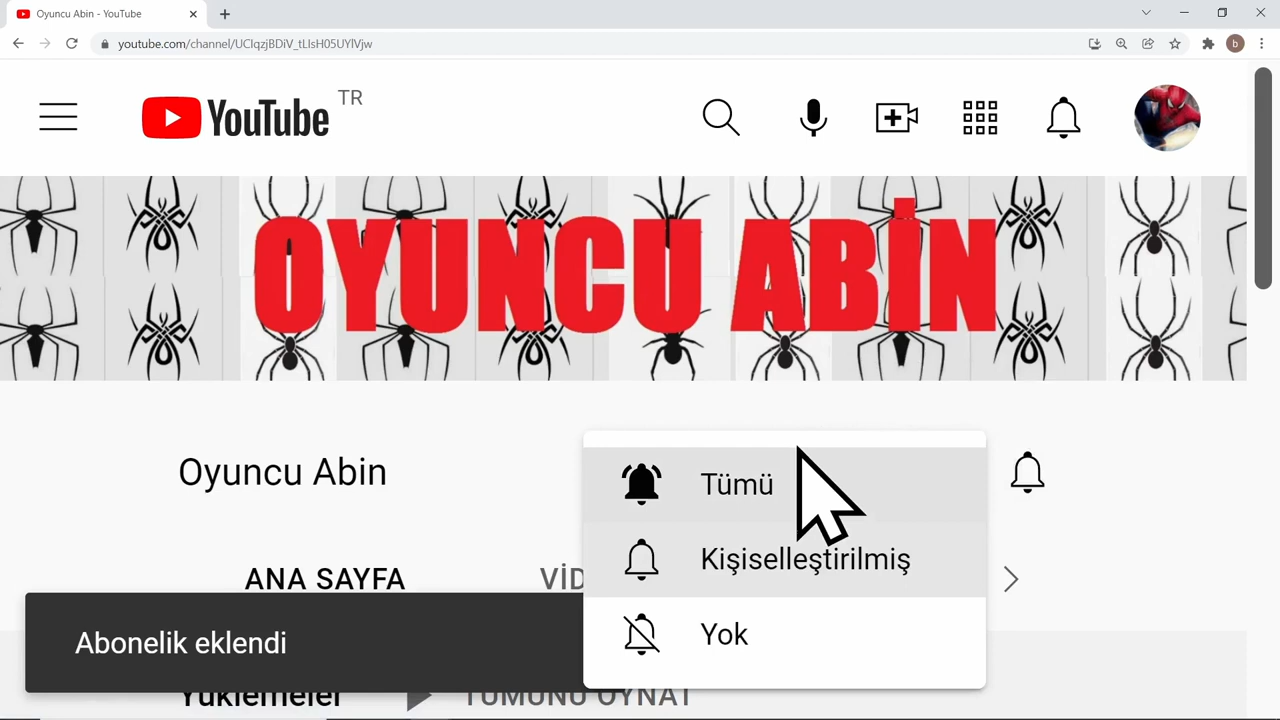 Oyuncu Abin - YouTube
youtube.com/channel/UCIqzjBDiV_tLIsH05UYlVjw
b
YouTube TR
OYUNCU ABİN
Oyuncu Abin
Tümü
Kişiselleştirilmiş
Yok
ANA SAYFA
VİD
Abonelik eklendi
Yüklemeler
TÜMÜNÜ OYNAT